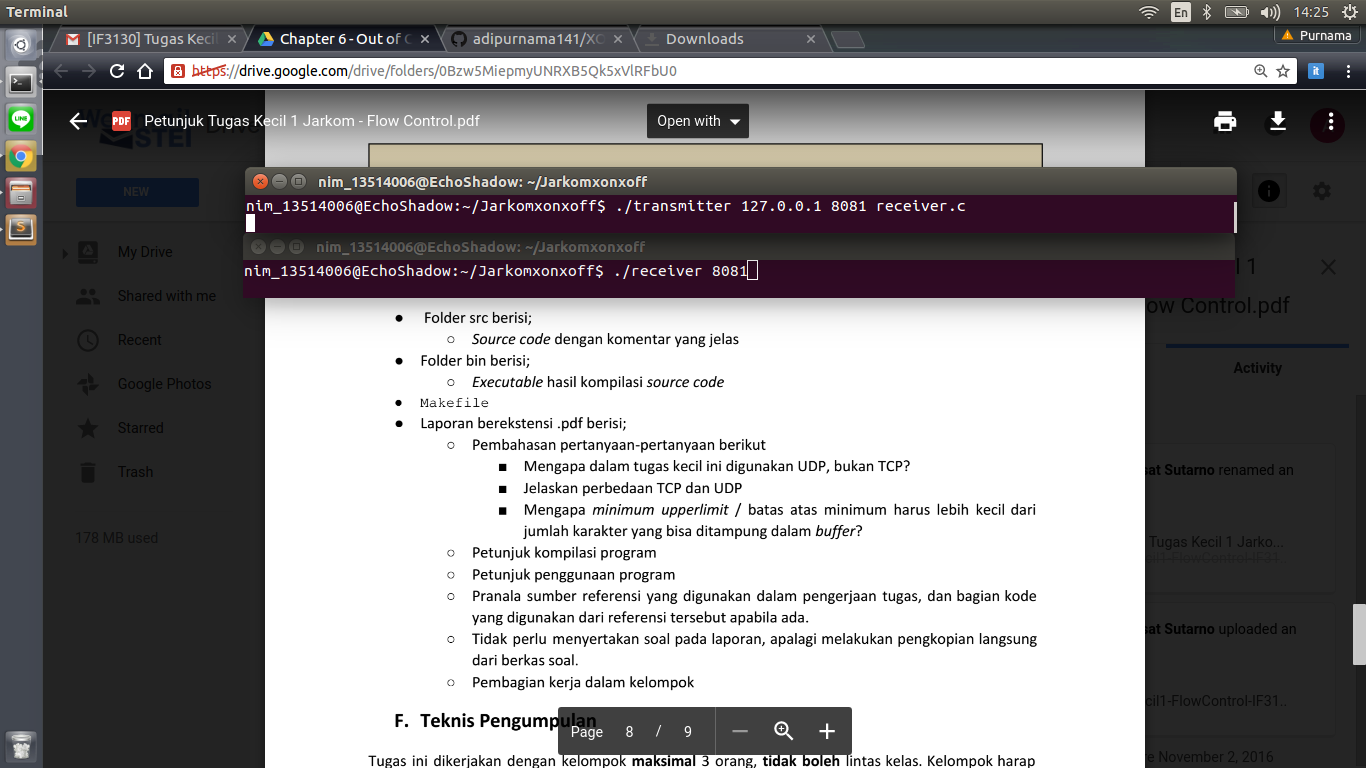 Terminal
En
14:25
[IF3130] Tugas Kecil
Chapter 6 - Out of C
adipurnama141/XO
Downloads
Purnama
https://drive.google.com/drive/folders/0Bzw5MiepmyUNRXB5Qk5xVlRFbU0
PDF
Petunjuk Tugas Kecil 1 Jarkom - Flow Control.pdf
Open with
STEI
Drive
NEW
My Drive
Shared with me
Recent
Google Photos
Starred
Trash
178 MB used
nim_13514006@EchoShadow: ~/Jarkomxonxoff
nim_13514006@EchoShadow:~/Jarkomxonxoff$ ./transmitter 127.0.0.1 8081 receiver.c
nim_13514006@EchoShadow: ~/Jarkomxonxoff
nim_13514006@EchoShadow:~/Jarkomxonxoff$ ./receiver 8081
● Folder src berisi;
○ Source code dengan komentar yang jelas
● Folder bin berisi;
○ Executable hasil kompilasi source code
● Makefile
● Laporan berekstensi .pdf berisi;
○ Pembahasan pertanyaan-pertanyaan berikut
■ Mengapa dalam tugas kecil ini digunakan UDP, bukan TCP?
■ Jelaskan perbedaan TCP dan UDP
■ Mengapa minimum upperlimit / batas atas minimum harus lebih kecil dari
jumlah karakter yang bisa ditampung dalam buffer?
○ Petunjuk kompilasi program
○ Petunjuk penggunaan program
○ Pranala sumber referensi yang digunakan dalam pengerjaan tugas, dan bagian kode
yang digunakan dari referensi tersebut apabila ada.
○ Tidak perlu menyertakan soal pada laporan, apalagi melakukan pengkopian langsung
dari berkas soal.
○ Pembagian kerja dalam kelompok
F. Teknis Pengumpulan
Tugas ini dikerjakan dengan kelompok maksimal 3 orang, tidak boleh lintas kelas. Kelompok harap
Page 8 / 9
l 1
ow Control.pdf
Activity
sat Sutarno renamed an
Tugas Kecil 1 Jarko...
sat Sutarno uploaded an
cil1-FlowControl-IF31..
November 2, 2016